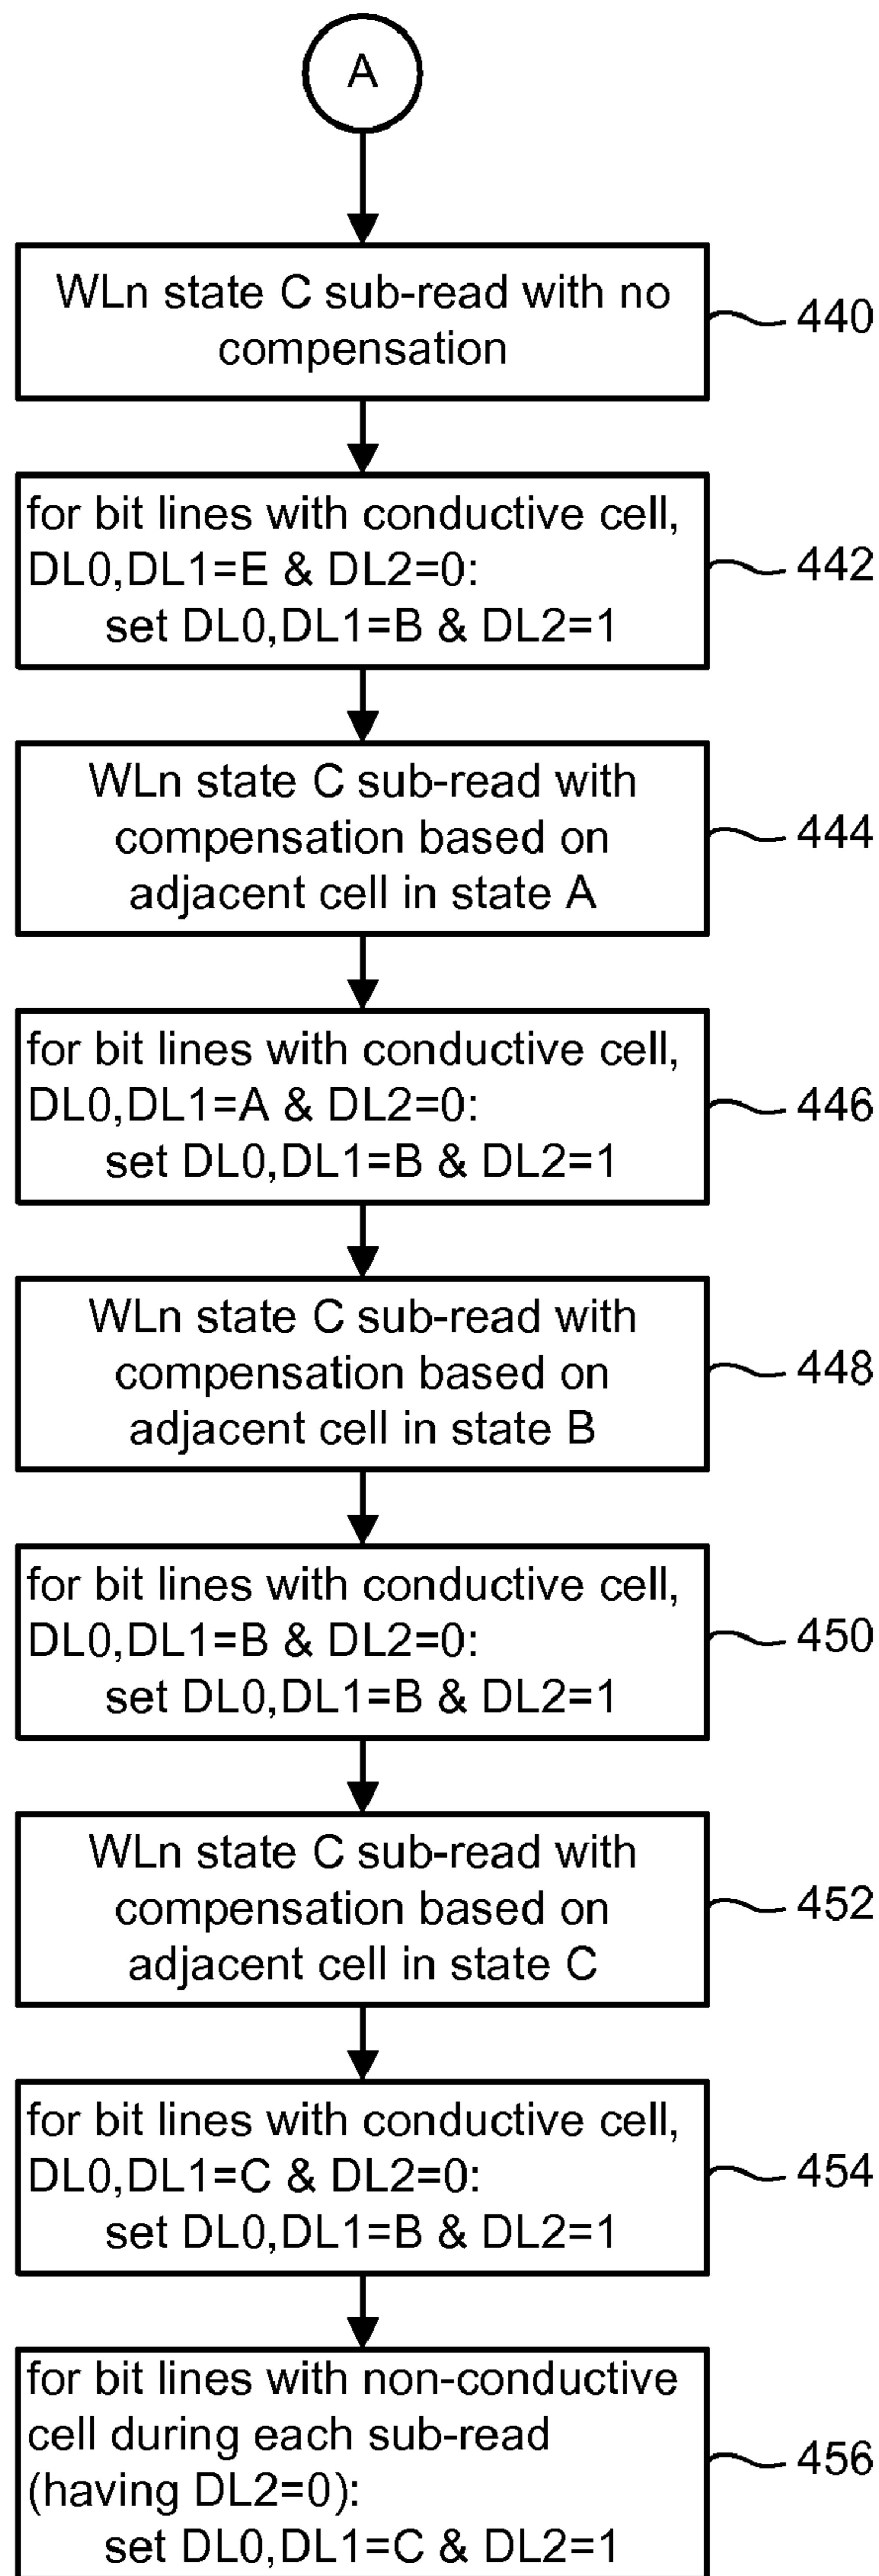 A
WLn state C sub-read with no
compensation
440
for bit lines with conductive cell,
DL0,DL1=E & DL2=0:
set DL0,DL1=B & DL2=1
442
WLn state C sub-read with
compensation based on
adjacent cell in state A
444
for bit lines with conductive cell,
DL0,DL1=A & DL2=0:
set DL0,DL1=B & DL2=1
446
WLn state C sub-read with
compensation based on
adjacent cell in state B
448
for bit lines with conductive cell,
DL0,DL1=B & DL2=0:
set DL0,DL1=B & DL2=1
450
WLn state C sub-read with
compensation based on
adjacent cell in state C
452
for bit lines with conductive cell,
DL0,DL1=C & DL2=0:
set DL0,DL1=B & DL2=1
454
for bit lines with non-conductive
cell during each sub-read
(having DL2=0):
set DL0,DL1=C & DL2=1
456